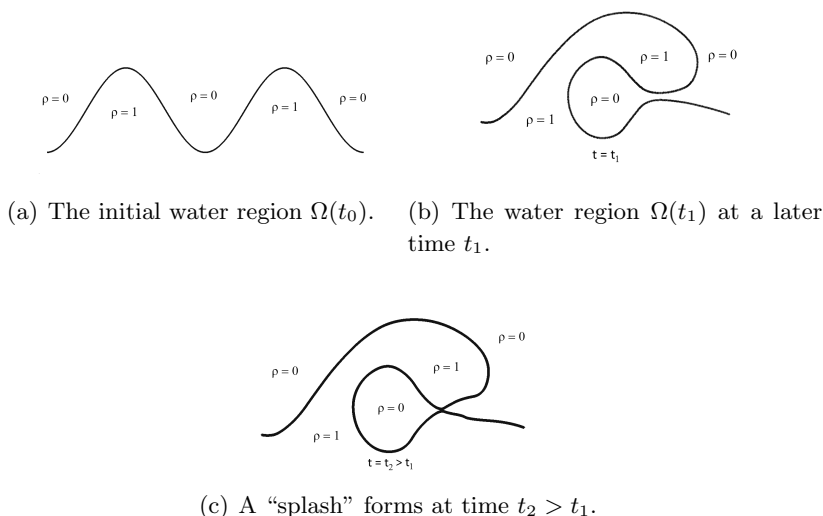 ρ = 0 ρ = 1 ρ = 0 ρ = 1 ρ = 0
ρ = 0 ρ = 1 ρ = 0
ρ = 0
ρ = 1
t = t₁
(a) The initial water region Ω(t₀).
(b) The water region Ω(t₁) at a later
time t₁.
ρ = 0
ρ = 0 ρ = 1
ρ = 0
ρ = 1
t = t₂ > t₁
(c) A “splash” forms at time t₂ > t₁.